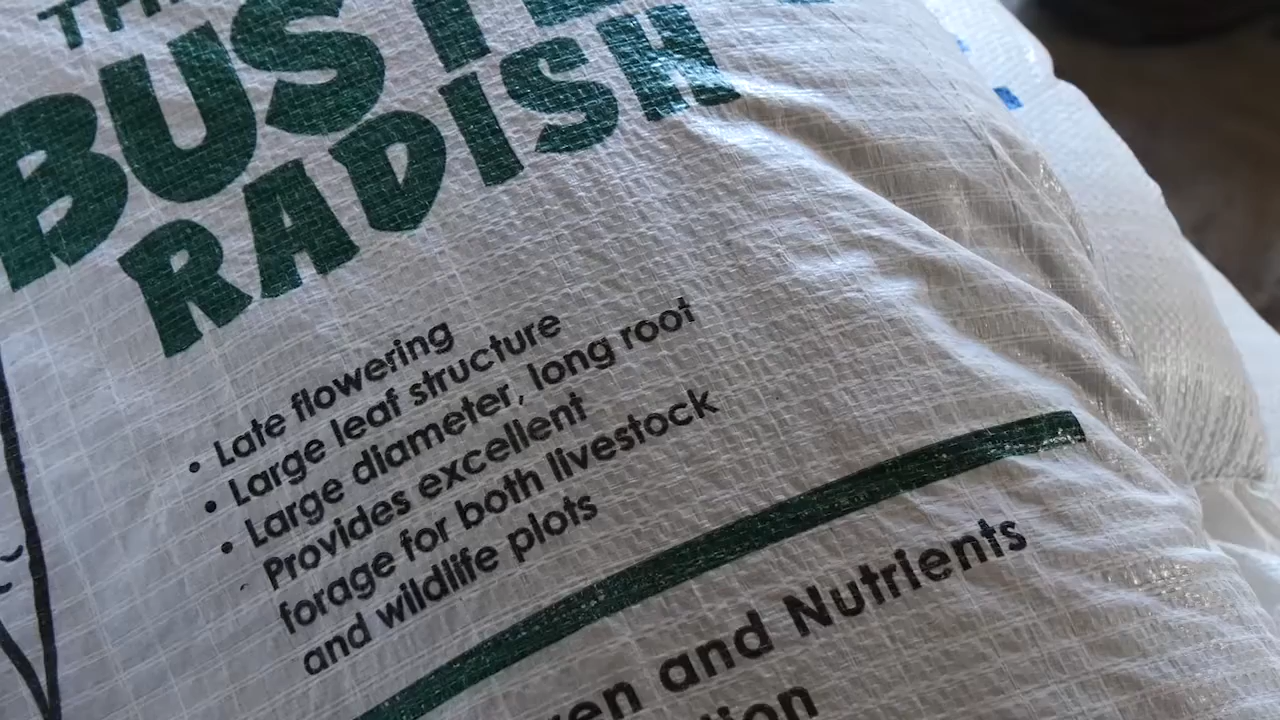 RADISH
• Late flowering
• Large leaf structure
• Large diameter, long root
Provides excellent
forage for both livestock
and wildlife plots
and Nutrients